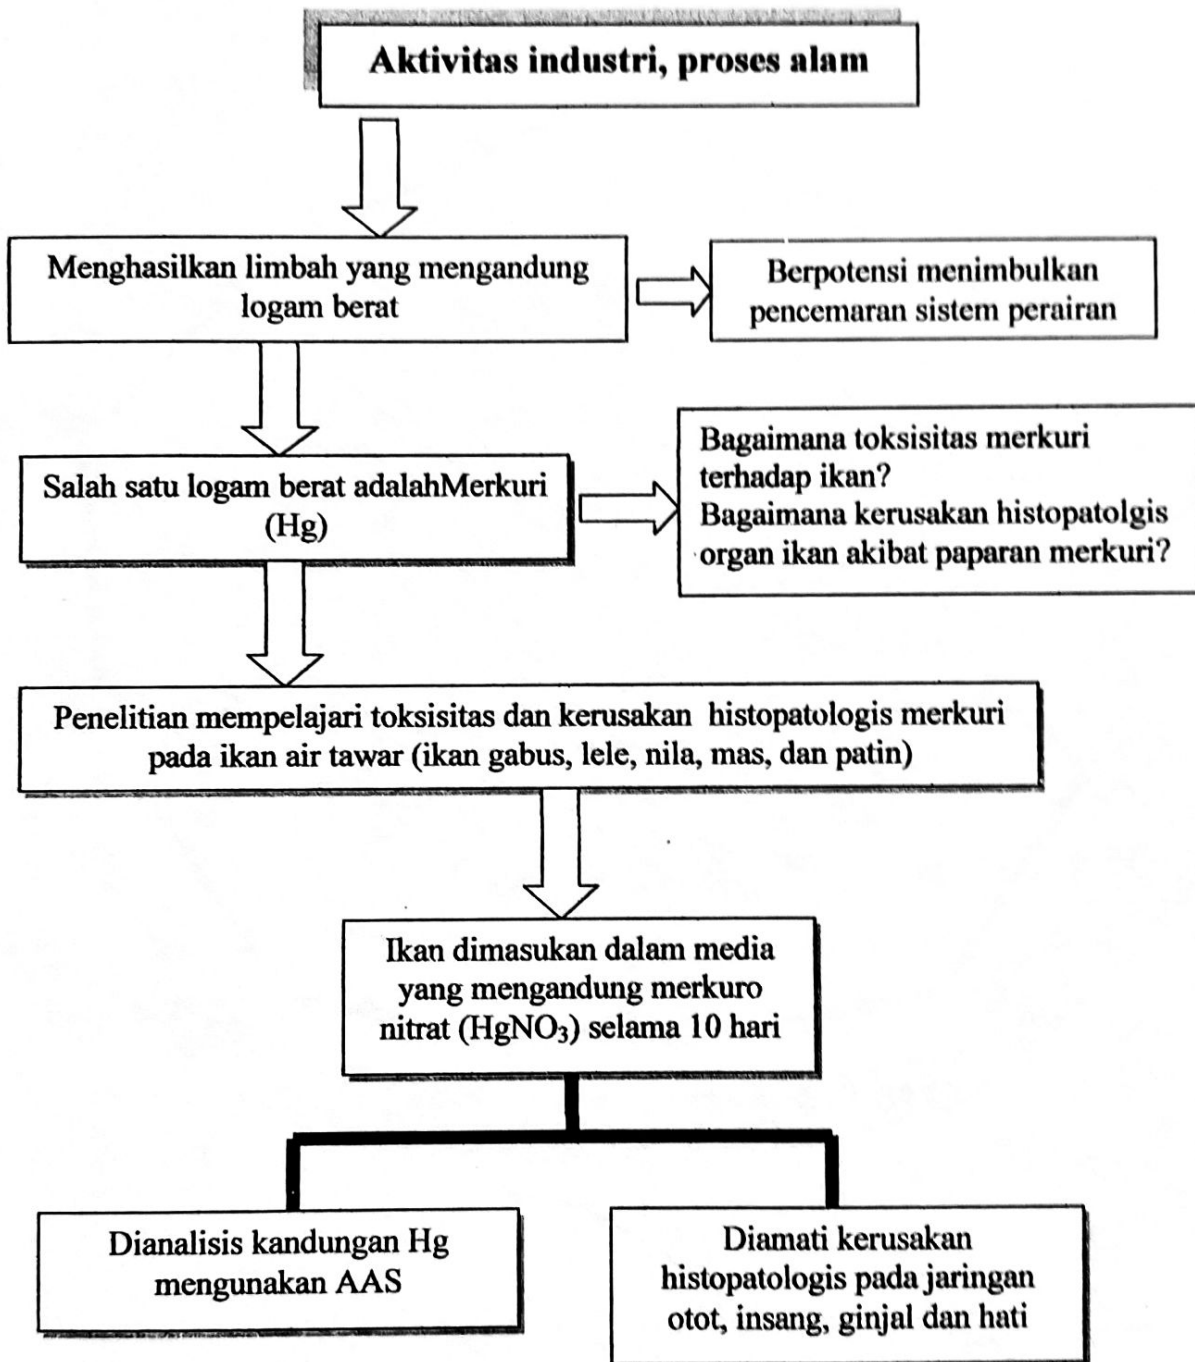 Aktivitas industri, proses alam
Menghasilkan limbah yang mengandung
logam berat
Berpotensi menimbulkan
pencemaran sistem perairan
Salah satu logam berat adalahMerkuri
(Hg)
Bagaimana toksisitas merkuri
terhadap ikan?
Bagaimana kerusakan histopatolgis
organ ikan akibat paparan merkuri?
Penelitian mempelajari toksisitas dan kerusakan histopatologis merkuri
pada ikan air tawar (ikan gabus, lele, nila, mas, dan patin)
Ikan dimasukan dalam media
yang mengandung merkuro
nitrat (HgNO₃) selama 10 hari
Dianalisis kandungan Hg
mengunakan AAS
Diamati kerusakan
histopatologis pada jaringan
otot, insang, ginjal dan hati